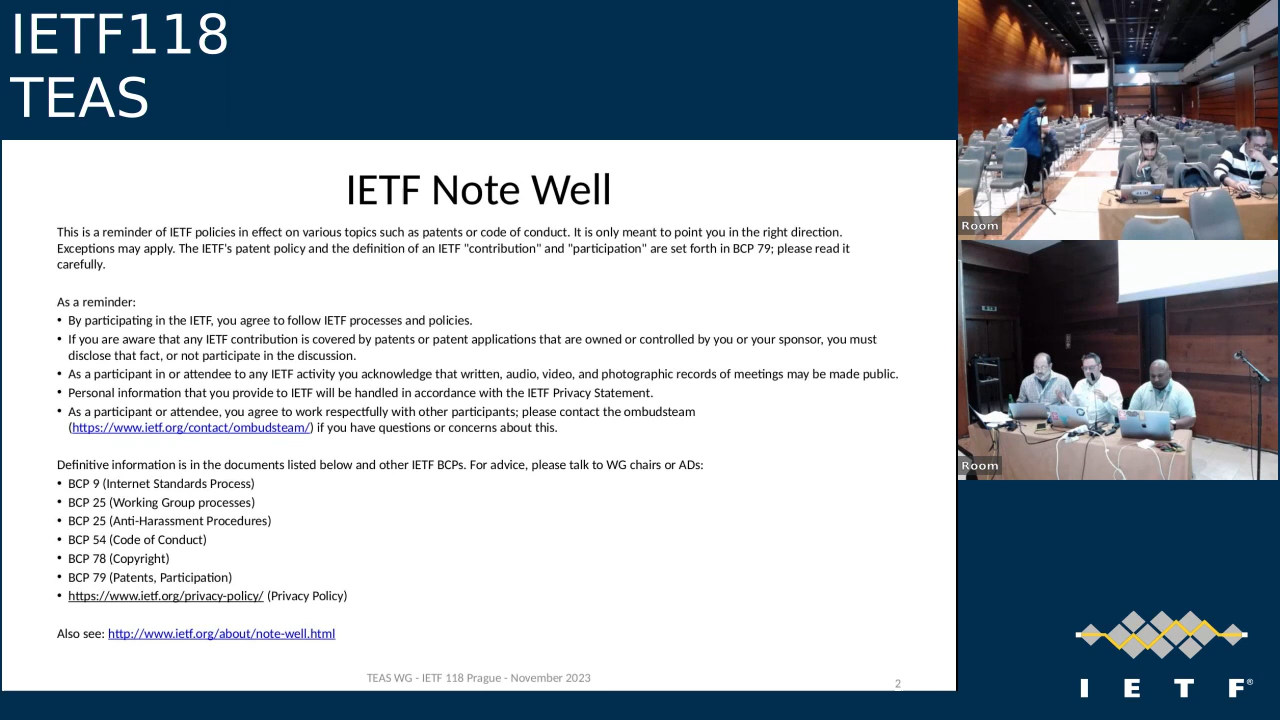 IETF118
TEAS
IETF Note Well
This is a reminder of IETF policies in effect on various topics such as patents or code of conduct. It is only meant to point you in the right direction.
Exceptions may apply. The IETF's patent policy and the definition of an IETF "contribution" and "participation" are set forth in BCP 79; please read it
carefully.
As a reminder:
• By participating in the IETF, you agree to follow IETF processes and policies.
• If you are aware that any IETF contribution is covered by patents or patent applications that are owned or controlled by you or your sponsor, you must
disclose that fact, or not participate in the discussion.
• As a participant in or attendee to any IETF activity you acknowledge that written, audio, video, and photographic records of meetings may be made public.
• Personal information that you provide to IETF will be handled in accordance with the IETF Privacy Statement.
• As a participant or attendee, you agree to work respectfully with other participants; please contact the ombudsteam
(https://www.ietf.org/contact/ombudsteam/) if you have questions or concerns about this.
Definitive information is in the documents listed below and other IETF BCPs. For advice, please talk to WG chairs or ADs:
• BCP 9 (Internet Standards Process)
• BCP 25 (Working Group processes)
• BCP 25 (Anti-Harassment Procedures)
• BCP 54 (Code of Conduct)
• BCP 78 (Copyright)
• BCP 79 (Patents, Participation)
• https://www.ietf.org/privacy-policy/ (Privacy Policy)
Also see: http://www.ietf.org/about/note-well.html
TEAS WG - IETF 118 Prague - November 2023
2
Room
Room
I E T F®